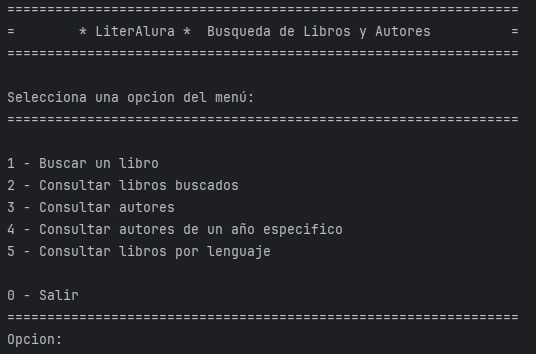 ================================================================
=        * LiterAlura *  Busqueda de Libros y Autores          =
================================================================
Selecciona una opcion del menú:
================================================================
1 - Buscar un libro
2 - Consultar libros buscados
3 - Consultar autores
4 - Consultar autores de un año especifico
5 - Consultar libros por lenguaje
0 - Salir
================================================================
Opcion: